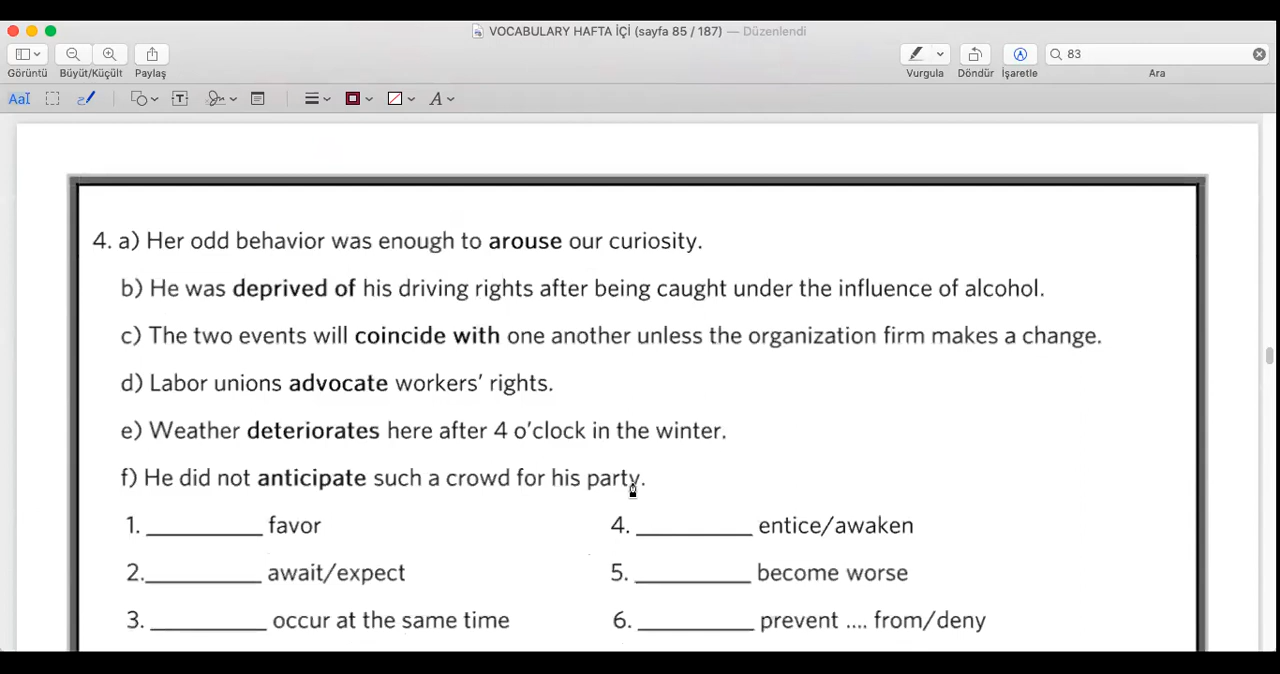 VOCABULARY HAFTA İÇİ (sayfa 85 / 187) — Düzenlendi
83
Görüntü Büyüt/Küçült Paylaş Vurgula Döndür İşaretle Ara
AaI T A
4. a) Her odd behavior was enough to arouse our curiosity.
b) He was deprived of his driving rights after being caught under the influence of alcohol.
c) The two events will coincide with one another unless the organization firm makes a change.
d) Labor unions advocate workers' rights.
e) Weather deteriorates here after 4 o'clock in the winter.
f) He did not anticipate such a crowd for his party.
1. __________ favor 4. __________ entice/awaken
2.__________ await/expect 5. __________ become worse
3. __________ occur at the same time 6. __________ prevent .... from/deny